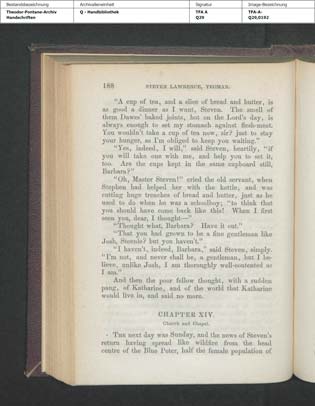 Bestandsbezeichnung Archivalieneinheit Signatur Image-Bezeichnung
Theodor-Fontane-Archiv Q - Handbibliothek TFA A TFA-A-
Handschriften Q29 Q29,0192
188 STEVEN LAWRENCE, YEOMAN.
"A cup of tea, and a slice of bread and butter, is
as good a dinner as I want, Steven. The smell of
them Dawes' baked joints, hot on the Lord's day, is
always enough to set my stomach against flesh-meat.
You wouldn't take a cup of tea now, sir? just to stay
your hunger, as I'm obliged to keep you waiting."
"Yes, indeed, I will," said Steven, heartily, "if
you will take one with me, and help you to set it,
too. Are the cups kept in the same cupboard still,
Barbara?"
"Oh, Master Steven!" cried the old servant, when
Stephen had helped her with the kettle, and was
cutting huge trenches of bread and butter, just as he
used to do when he was a schoolboy; "to think that
you should have come back like this! When I first
seen you, dear, I thought—"
"Thought what, Barbara? Have it out."
"That you had grown to be a fine gentleman like
Josh, Steenie? but you haven't."
"I haven't, indeed, Barbara," said Steven, simply.
"I'm not, and never shall be, a gentleman, but I be-
lieve, unlike Josh, I am thoroughly well-contented as
I am."
And then the poor fellow thought, with a sudden
pang, of Katharine, and of the world that Katharine
would live in, and said no more.
CHAPTER XIV.
Church and Chapel.
The next day was Sunday, and the news of Steven's
return having spread like wildfire from the head
centre of the Blue Peter, half the female population of